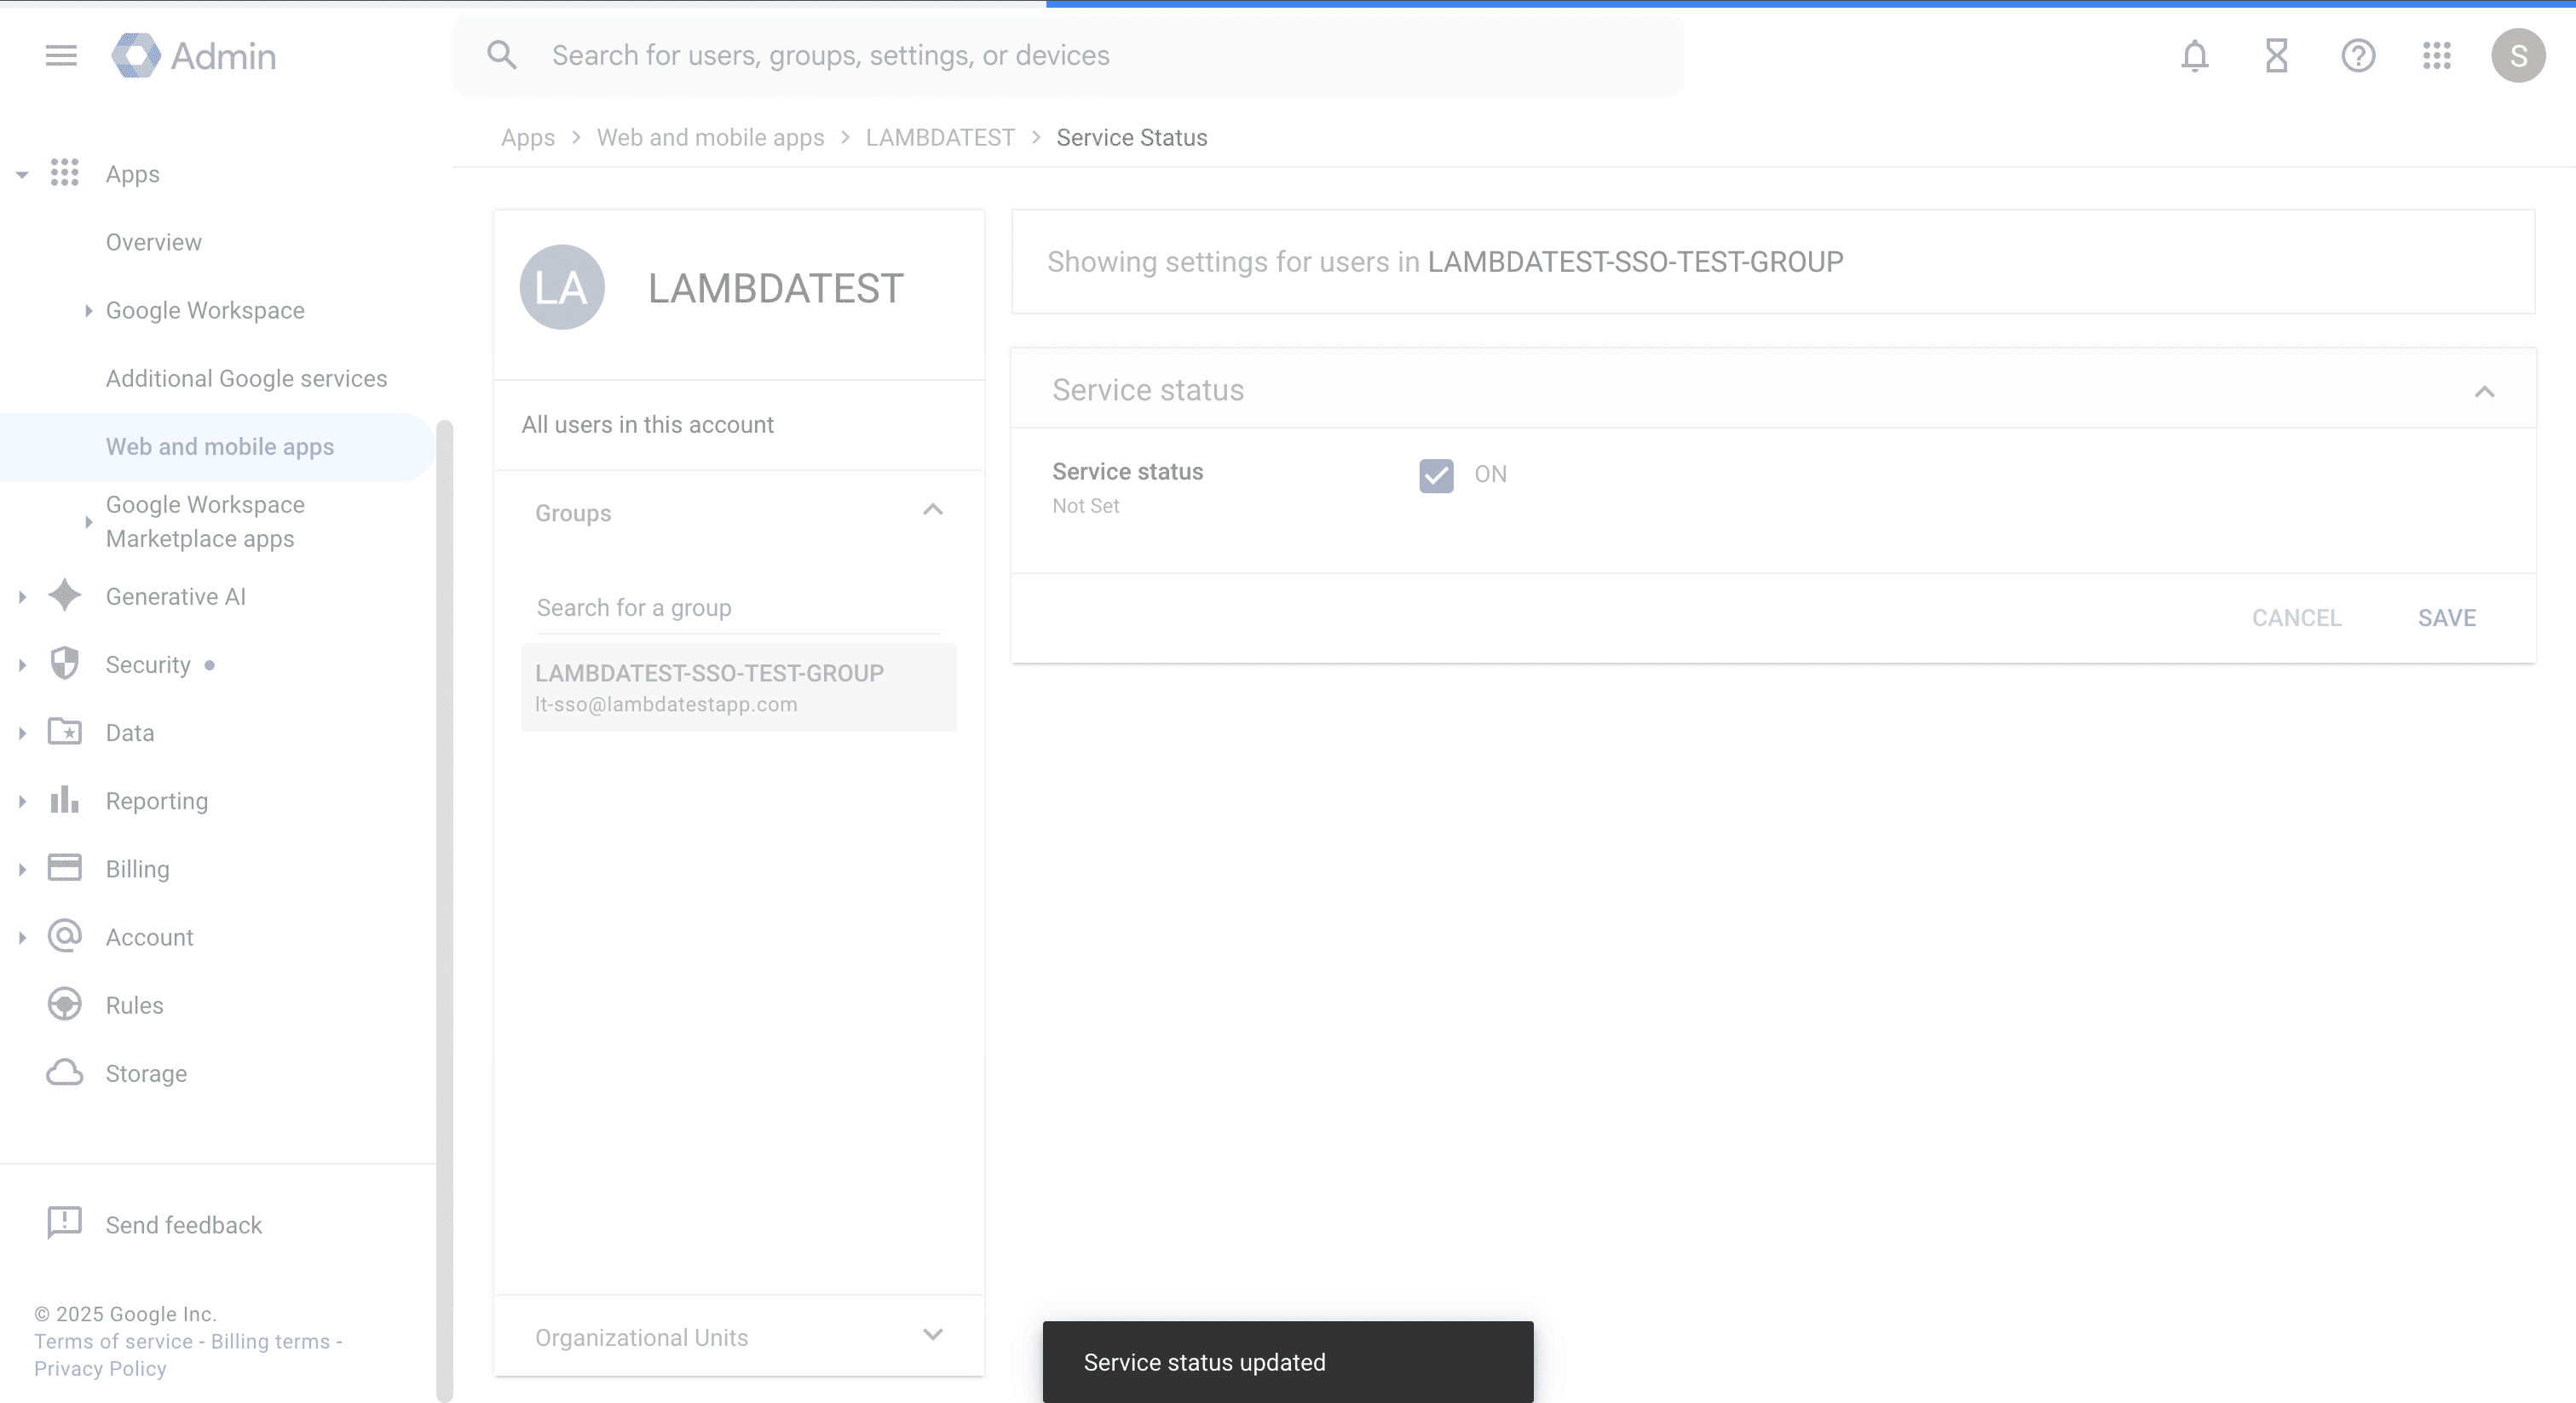 Admin
Search for users, groups, settings, or devices
S
Apps > Web and mobile apps > LAMBDATEST > Service Status
Apps
Overview
Google Workspace
Additional Google services
Web and mobile apps
Google Workspace
Marketplace apps
Generative AI
Security
Data
Reporting
Billing
Account
Rules
Storage
Send feedback
© 2025 Google Inc.
Terms of service - Billing terms -
Privacy Policy
LA LAMBDATEST
All users in this account
Groups
Search for a group
LAMBDATEST-SSO-TEST-GROUP
lt-sso@lambdatestapp.com
Organizational Units
Showing settings for users in LAMBDATEST-SSO-TEST-GROUP
Service status
Service status
Not Set
ON
CANCEL SAVE
Service status updated